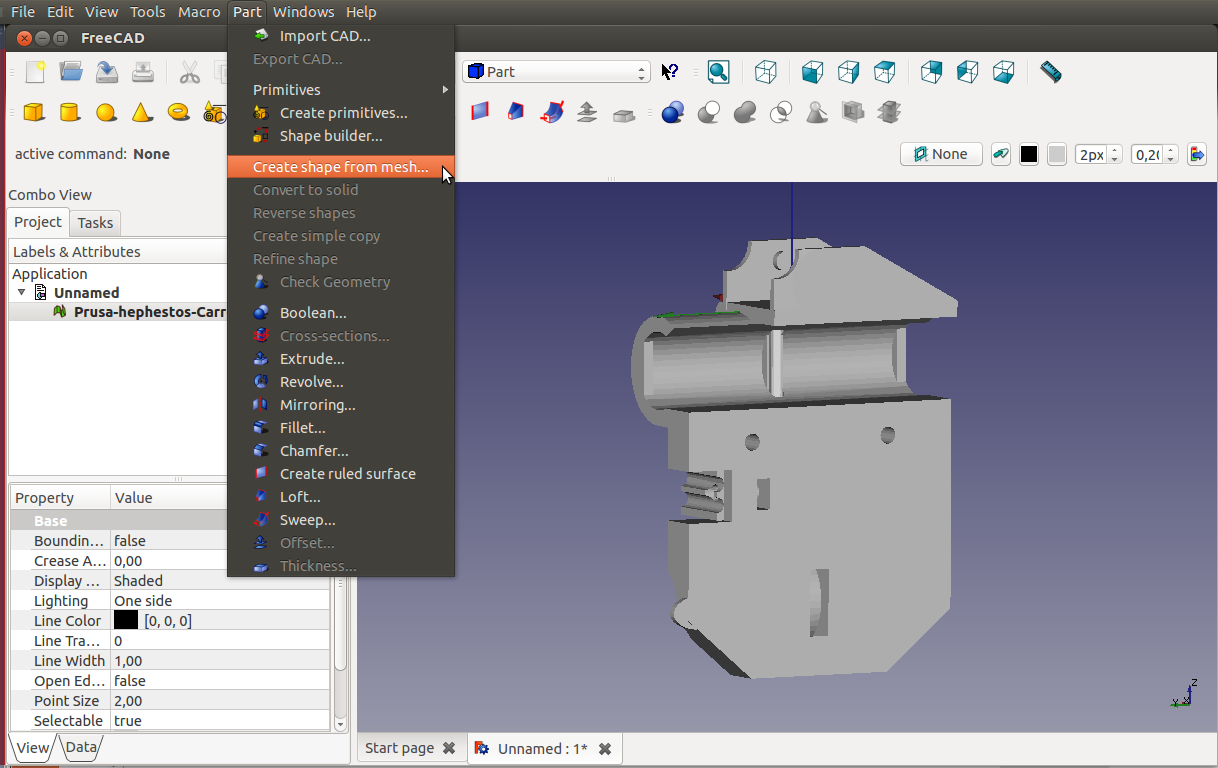 File Edit View Tools Macro Part Windows Help
FreeCAD
Import CAD...
Export CAD...
Primitives
Create primitives...
Shape builder...
Create shape from mesh...
Convert to solid
Reverse shapes
Create simple copy
Refine shape
Check Geometry
Boolean...
Cross-sections...
Extrude...
Revolve...
Mirroring...
Fillet...
Chamfer...
Create ruled surface
Loft...
Sweep...
Offset...
Thickness...
Part
active command: None
None
2px
0,20
Combo View
Project Tasks
Labels & Attributes
Application
Unnamed
Prusa-hephestos-Carr
Property Value
Base
Boundin... false
Crease A... 0,00
Display ... Shaded
Lighting One side
Line Color [0, 0, 0]
Line Tra... 0
Line Width 1,00
Open Ed... false
Point Size 2,00
Selectable true
View Data
Start page
Unnamed : 1*
Z